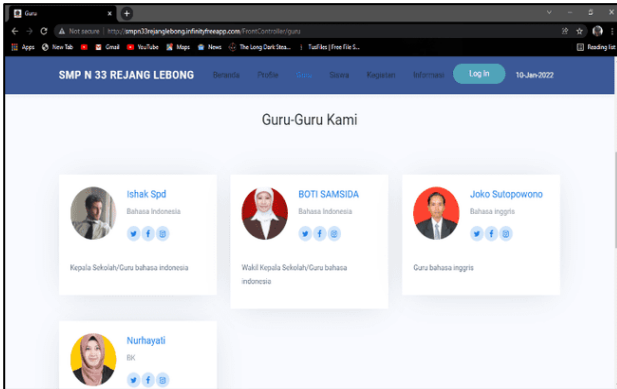 Guru
Not secure | http://smpn33rejanglebong.infinityfreeapp.com/FrontController/guru
Apps New Tab Gmail YouTube Maps News The Long Dark Stea... TusFiles | Free File S... Reading list
SMP N 33 REJANG LEBONG Beranda Profile Guru Siswa Kegiatan Informasi Log In 10-Jan-2022
Guru-Guru Kami
Ishak Spd
Bahasa Indonesia
Kepala Sekolah/Guru bahasa indonesia
BOTI SAMSIDA
Bahasa Indonesia
Wakil Kepala Sekolah/Guru bahasa
indonesia
Joko Sutopowono
Bahasa inggris
Guru bahasa inggris
Nurhayati
BK